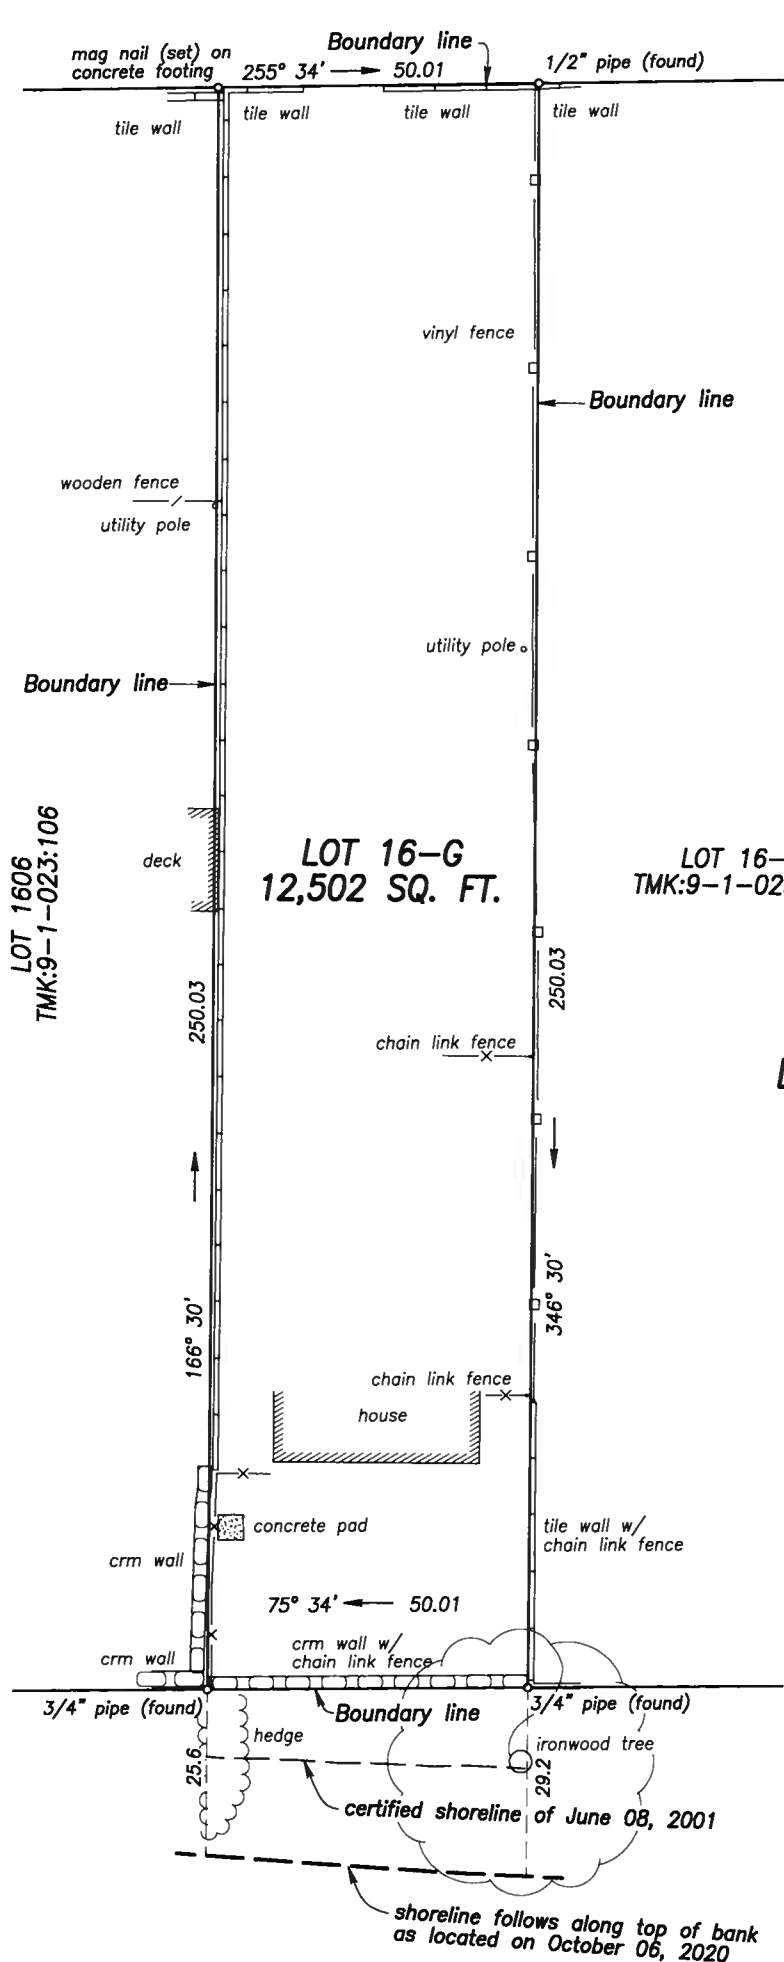 Boundary line
mag nail (set) on
concrete footing
255° 34' 50.01
1/2" pipe (found)
tile wall
tile wall
tile wall
tile wall
vinyl fence
Boundary line
wooden fence
utility pole
utility pole
Boundary line
LOT 1606
TMK:9-1-023:106
deck
LOT 16-G
12,502 SQ. FT.
LOT 16-
TMK:9-1-02
250.03
250.03
chain link fence
166° 30'
346° 30'
chain link fence
house
concrete pad
tile wall w/
chain link fence
crm wall
75° 34' 50.01
crm wall
crm wall w/
chain link fence
3/4" pipe (found)
Boundary line
3/4" pipe (found)
hedge
ironwood tree
25.6
29.2
certified shoreline of June 08, 2001
shoreline follows along top of bank
as located on October 06, 2020